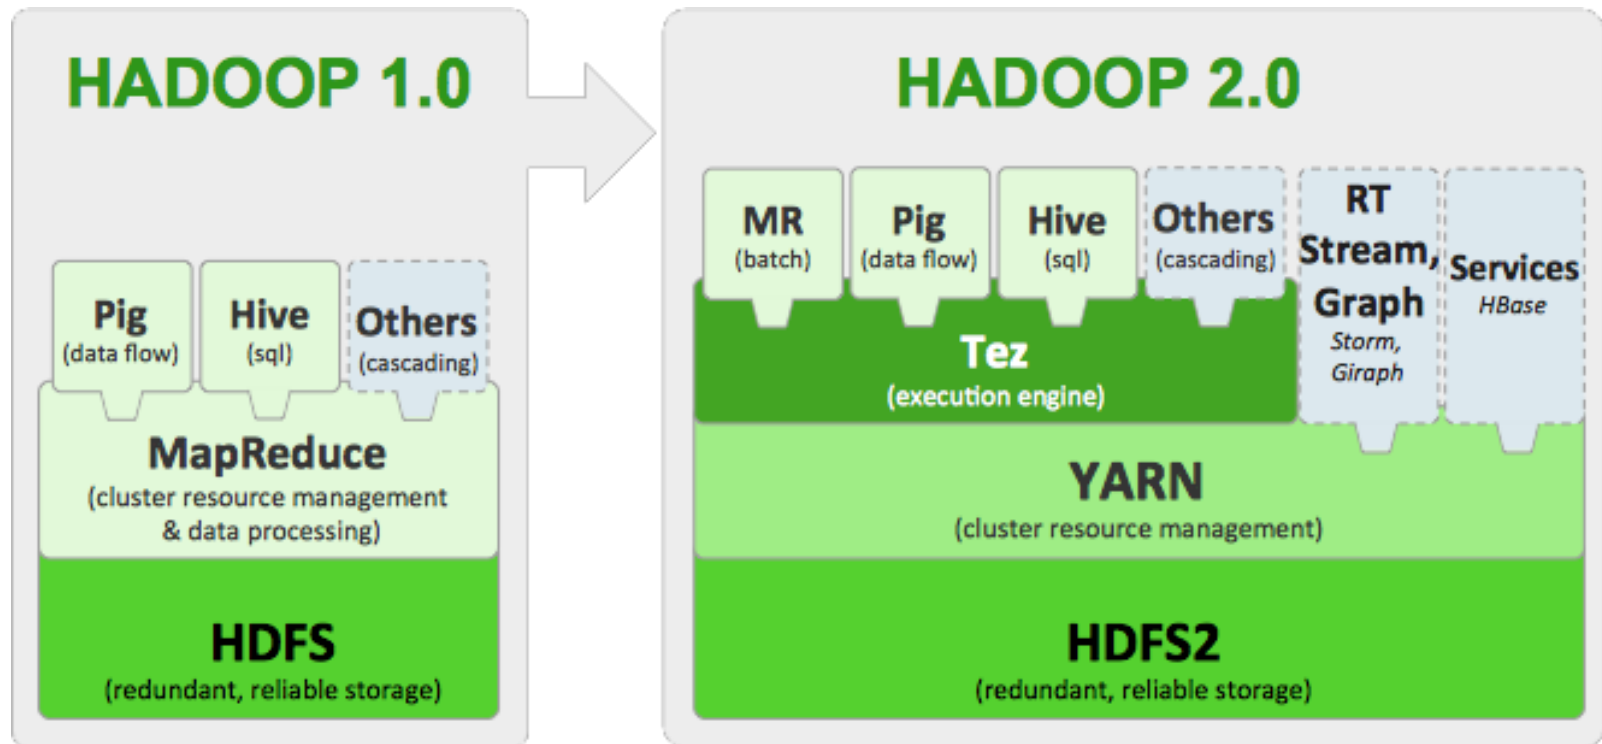 HADOOP 1.0
Pig
(data flow)
Hive
(sql)
Others
(cascading)
MapReduce
(cluster resource management
& data processing)
HDFS
(redundant, reliable storage)
HADOOP 2.0
MR
(batch)
Pig
(data flow)
Hive
(sql)
Others
(cascading)
RT
Stream,
Graph
Storm,
Giraph
Services
HBase
Tez
(execution engine)
YARN
(cluster resource management)
HDFS2
(redundant, reliable storage)